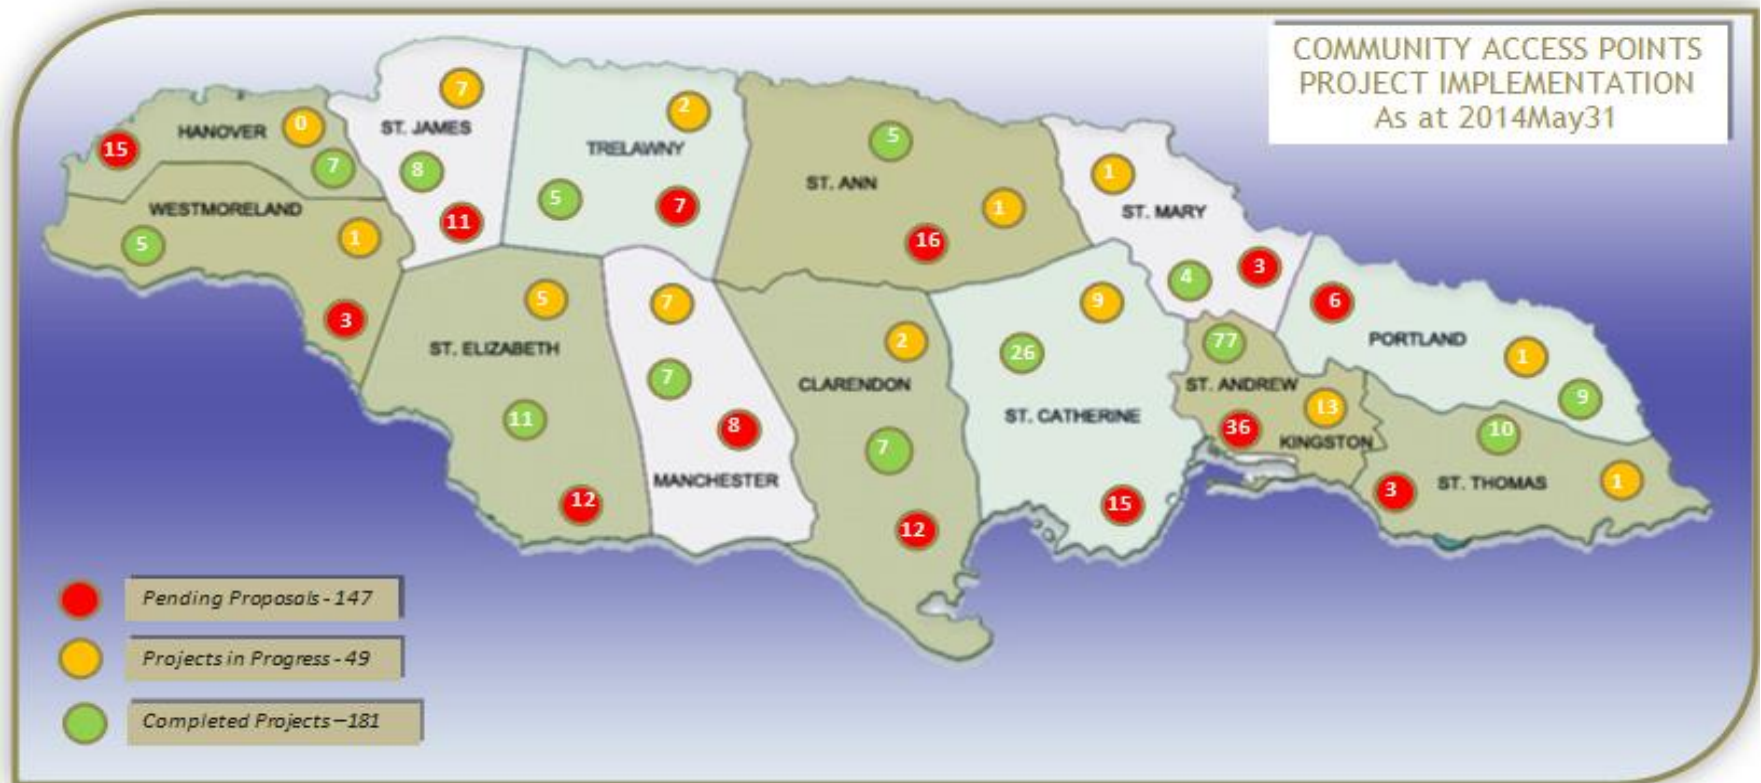 COMMUNITY ACCESS POINTS
PROJECT IMPLEMENTATION
As at 2014May31
HANOVER
0
15
7
ST. JAMES
7
8
11
TRELAWNY
2
5
7
ST. ANN
5
1
16
ST. MARY
1
4
3
WESTMORELAND
5
1
3
ST. ELIZABETH
5
11
12
MANCHESTER
7
7
8
CLARENDON
2
7
12
ST. CATHERINE
9
26
15
ST. ANDREW
77
36
13
KINGSTON
PORTLAND
6
1
9
ST. THOMAS
10
3
1
Pending Proposals - 147
Projects in Progress - 49
Completed Projects – 181